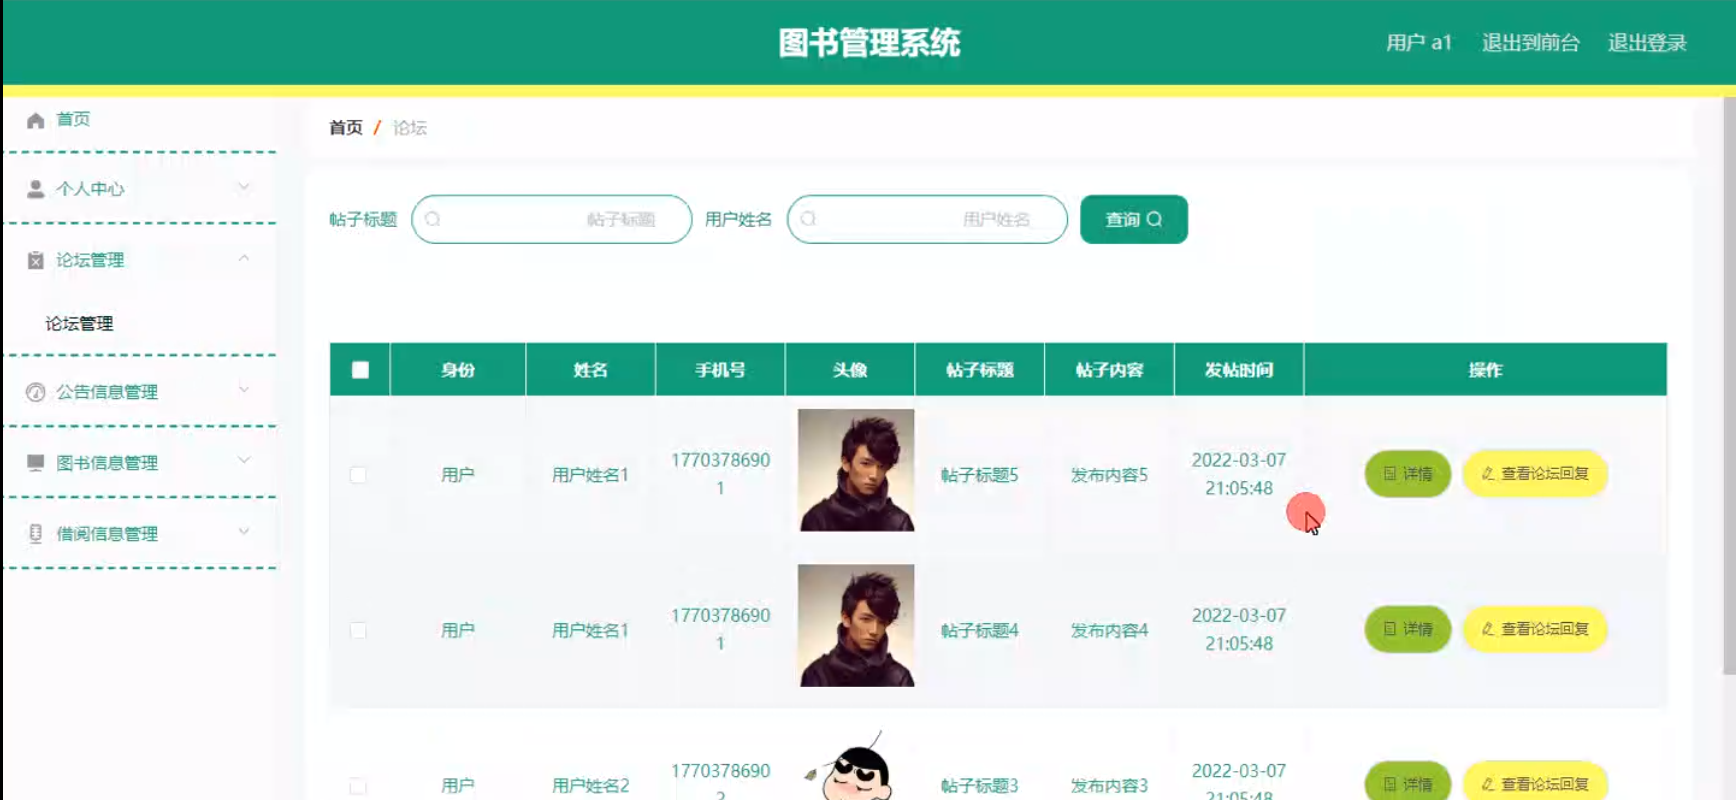 图书管理系统
用户 a1 退出到前台 退出登录
首页
个人中心
论坛管理
论坛管理
公告信息管理
图书信息管理
借阅信息管理
首页 / 论坛
帖子标题 帖子标题 用户姓名 用户姓名 查询
身份 姓名 手机号 头像 帖子标题 帖子内容 发帖时间 操作
用户 用户姓名1 1770378690 帖子标题5 发布内容5 2022-03-07 详情 查看论坛回复
1 21:05:48
用户 用户姓名1 1770378690 帖子标题4 发布内容4 2022-03-07 详情 查看论坛回复
1 21:05:48
用户 用户姓名2 1770378690 帖子标题3 发布内容3 2022-03-07 详情 查看论坛回复
2 21:05:48